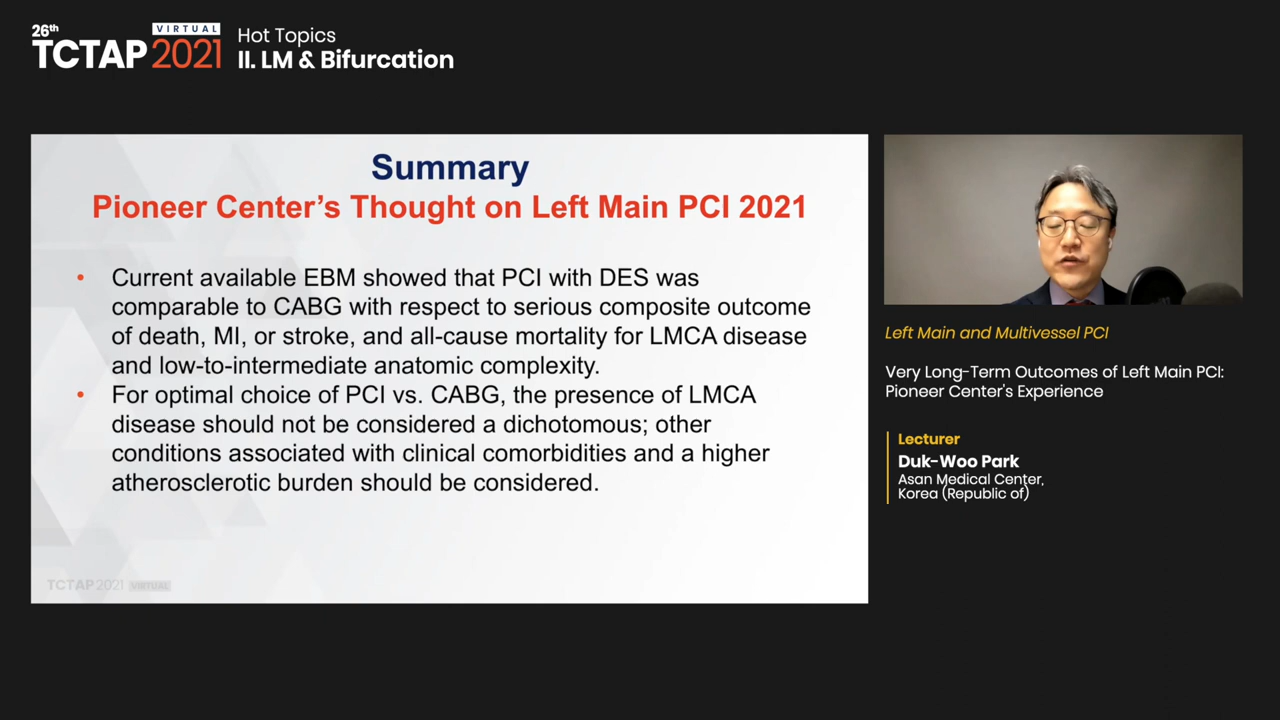 26th
VIRTUAL
TCTAP 2021
Hot Topics
II. LM & Bifurcation
Summary
Pioneer Center's Thought on Left Main PCI 2021
• Current available EBM showed that PCI with DES was
comparable to CABG with respect to serious composite outcome
of death, MI, or stroke, and all-cause mortality for LMCA disease
and low-to-intermediate anatomic complexity.
• For optimal choice of PCI vs. CABG, the presence of LMCA
disease should not be considered a dichotomous; other
conditions associated with clinical comorbidities and a higher
atherosclerotic burden should be considered.
TCTAP 2021 VIRTUAL
Left Main and Multivessel PCI
Very Long-Term Outcomes of Left Main PCI:
Pioneer Center's Experience
Lecturer
Duk-Woo Park
Asan Medical Center,
Korea (Republic of)